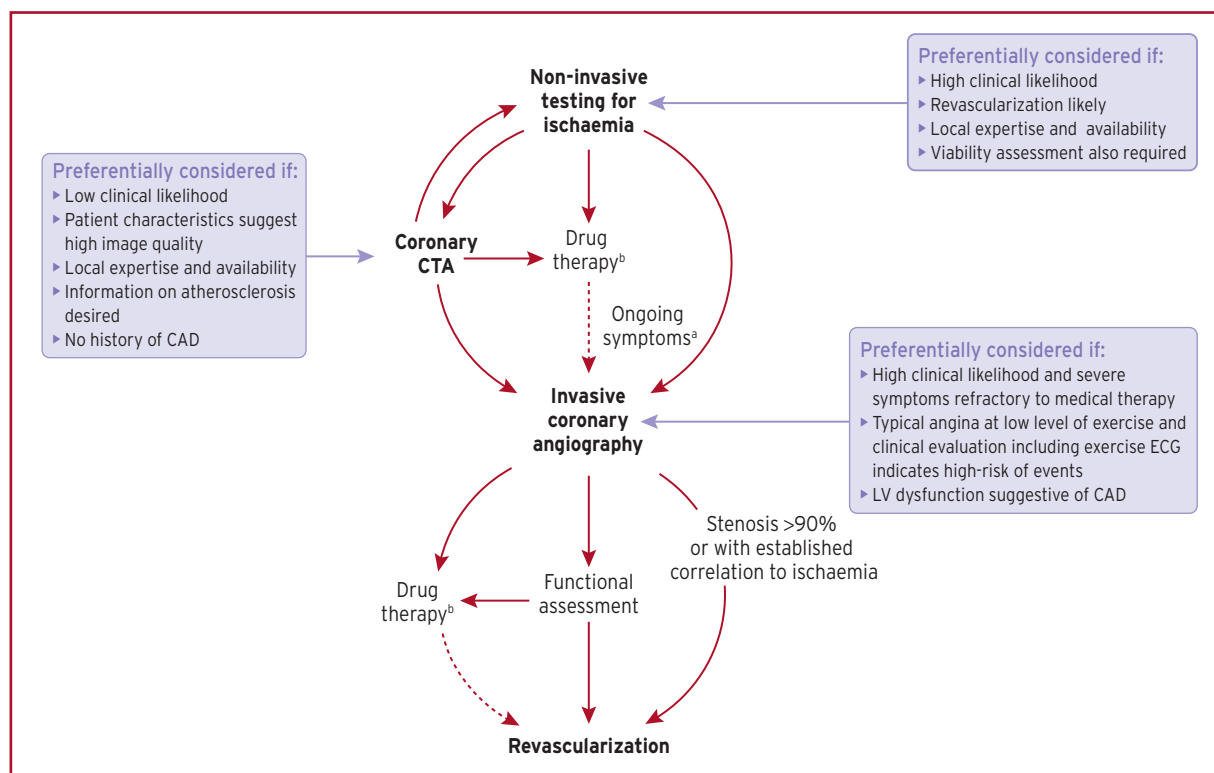 Non-invasive
testing for
ischaemia
Preferentially considered if:
▸ High clinical likelihood
▸ Revascularization likely
▸ Local expertise and availability
▸ Viability assessment also required
Preferentially considered if:
▸ Low clinical likelihood
▸ Patient characteristics suggest
high image quality
▸ Local expertise and availability
▸ Information on atherosclerosis
desired
▸ No history of CAD
Coronary
CTA
Drug
therapyᵇ
Ongoing
symptomsᵃ
Invasive
coronary
angiography
Preferentially considered if:
▸ High clinical likelihood and severe
symptoms refractory to medical therapy
▸ Typical angina at low level of exercise and
clinical evaluation including exercise ECG
indicates high-risk of events
▸ LV dysfunction suggestive of CAD
Stenosis >90%
or with established
correlation to ischaemia
Drug
therapyᵇ
Functional
assessment
Revascularization